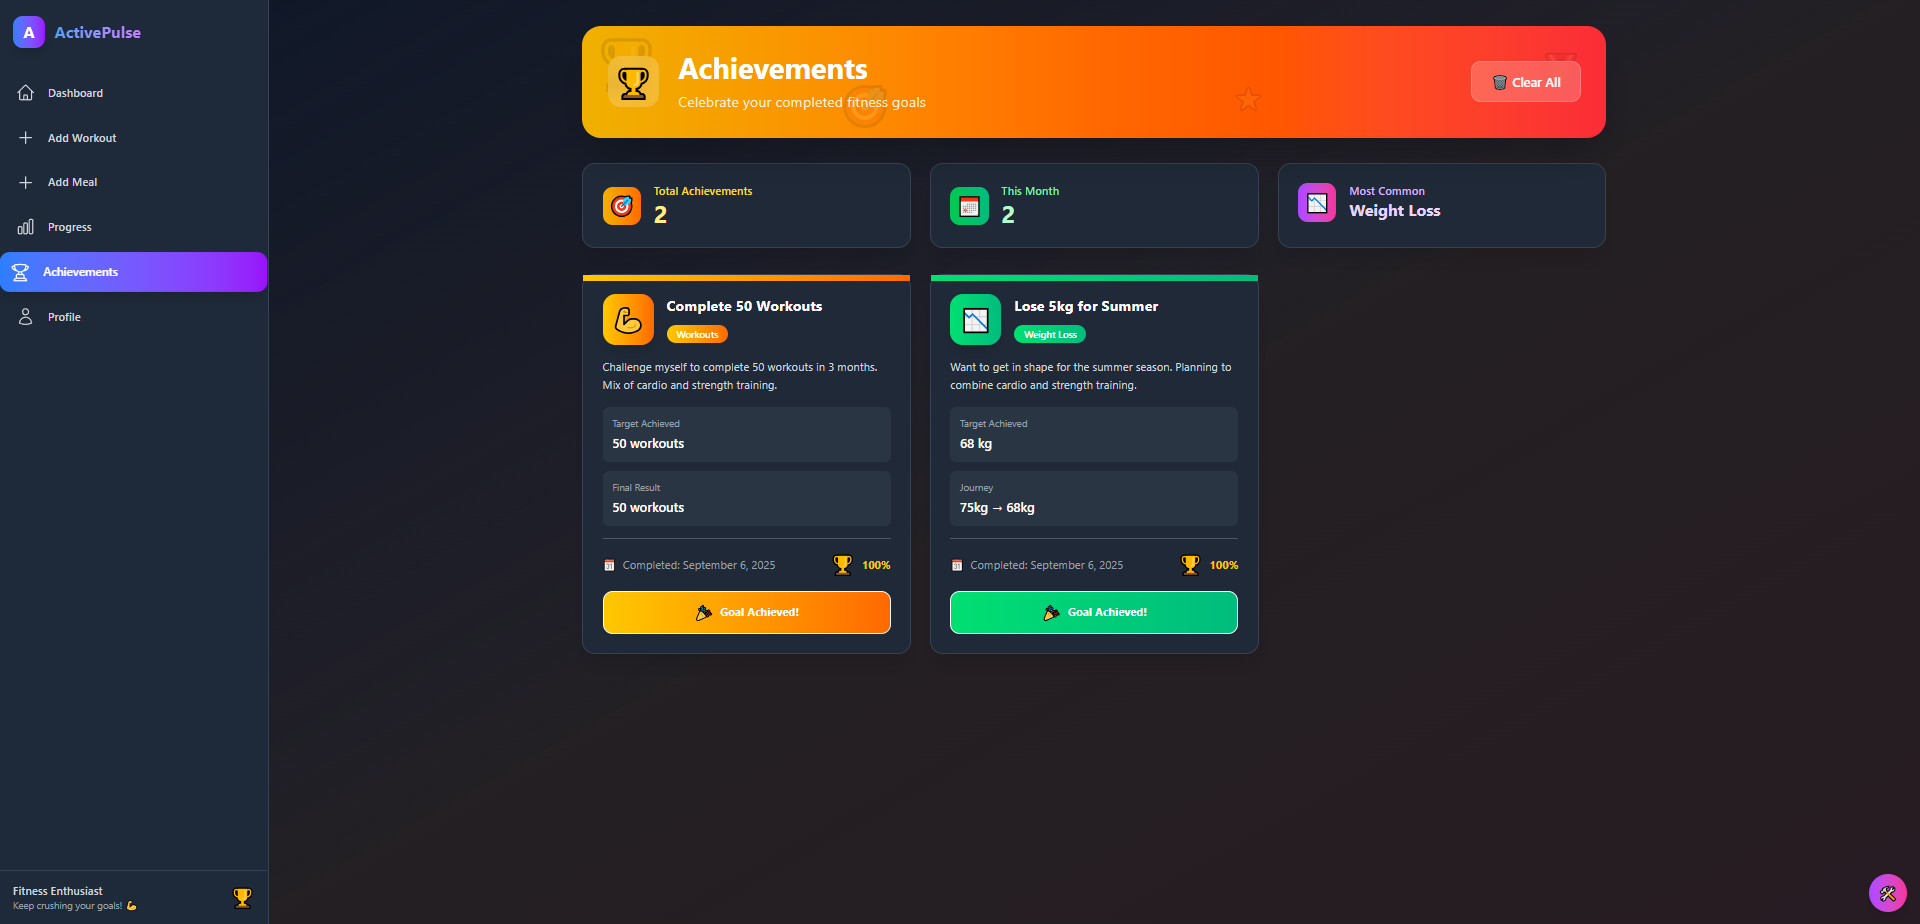 A ActivePulse
Dashboard
Add Workout
Add Meal
Progress
Achievements
Profile
Fitness Enthusiast
Keep crushing your goals! 💪
Achievements
Celebrate your completed fitness goals
🗑️ Clear All
Total Achievements
2
This Month
2
Most Common
Weight Loss
Complete 50 Workouts
Workouts
Challenge myself to complete 50 workouts in 3 months.
Mix of cardio and strength training.
Target Achieved
50 workouts
Final Result
50 workouts
Completed: September 6, 2025
100%
Goal Achieved!
Lose 5kg for Summer
Weight Loss
Want to get in shape for the summer season. Planning to
combine cardio and strength training.
Target Achieved
68 kg
Journey
75kg → 68kg
Completed: September 6, 2025
100%
Goal Achieved!